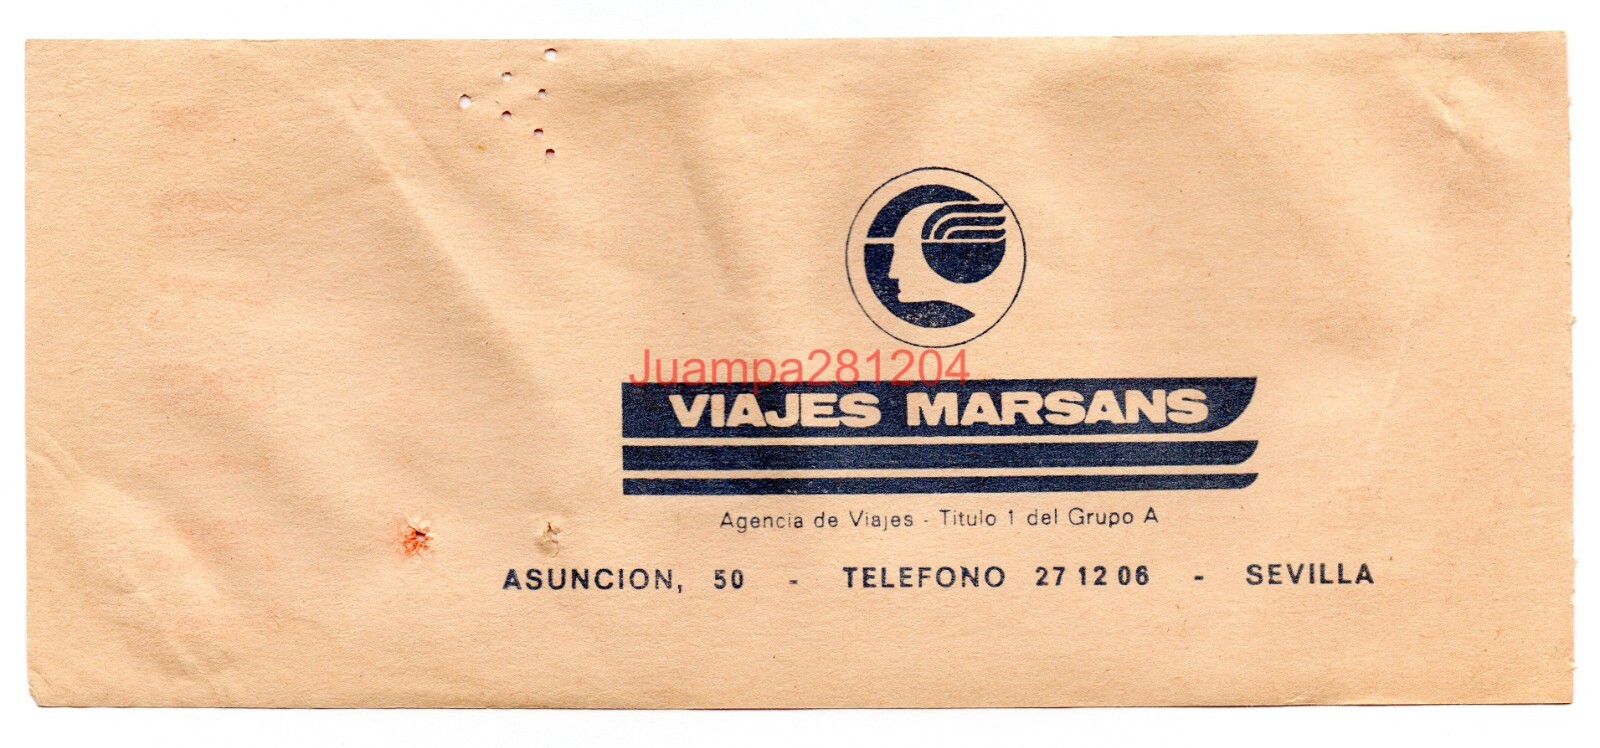 Juampa281204
VIAJES MARSANS
Agencia de Viajes - Titulo 1 del Grupo A
ASUNCION, 50 - TELEFONO 27 12 06 - SEVILLA